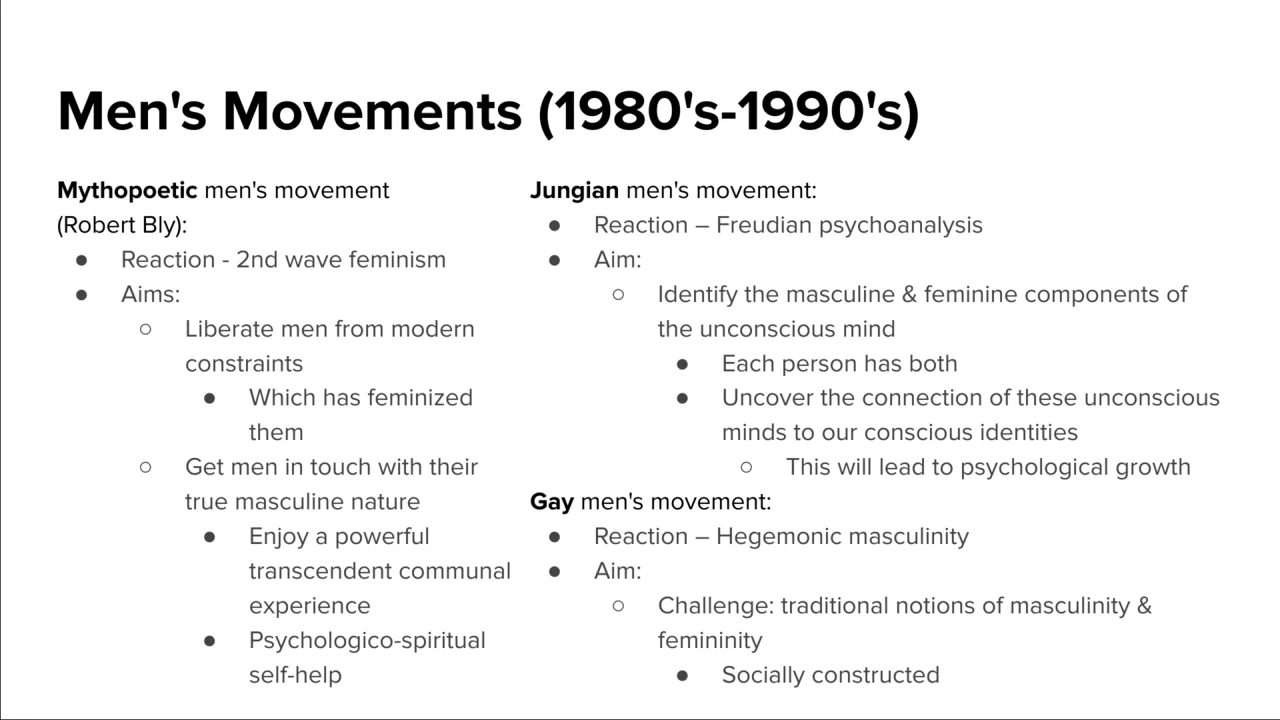 Men's Movements (1980's-1990's)
Mythopoetic men's movement
(Robert Bly):
● Reaction - 2nd wave feminism
● Aims:
○ Liberate men from modern
constraints
● Which has feminized
them
○ Get men in touch with their
true masculine nature
● Enjoy a powerful
transcendent communal
experience
● Psychologico-spiritual
self-help
Jungian men's movement:
● Reaction – Freudian psychoanalysis
● Aim:
○ Identify the masculine & feminine components of
the unconscious mind
● Each person has both
● Uncover the connection of these unconscious
minds to our conscious identities
○ This will lead to psychological growth
Gay men's movement:
● Reaction – Hegemonic masculinity
● Aim:
○ Challenge: traditional notions of masculinity &
femininity
● Socially constructed